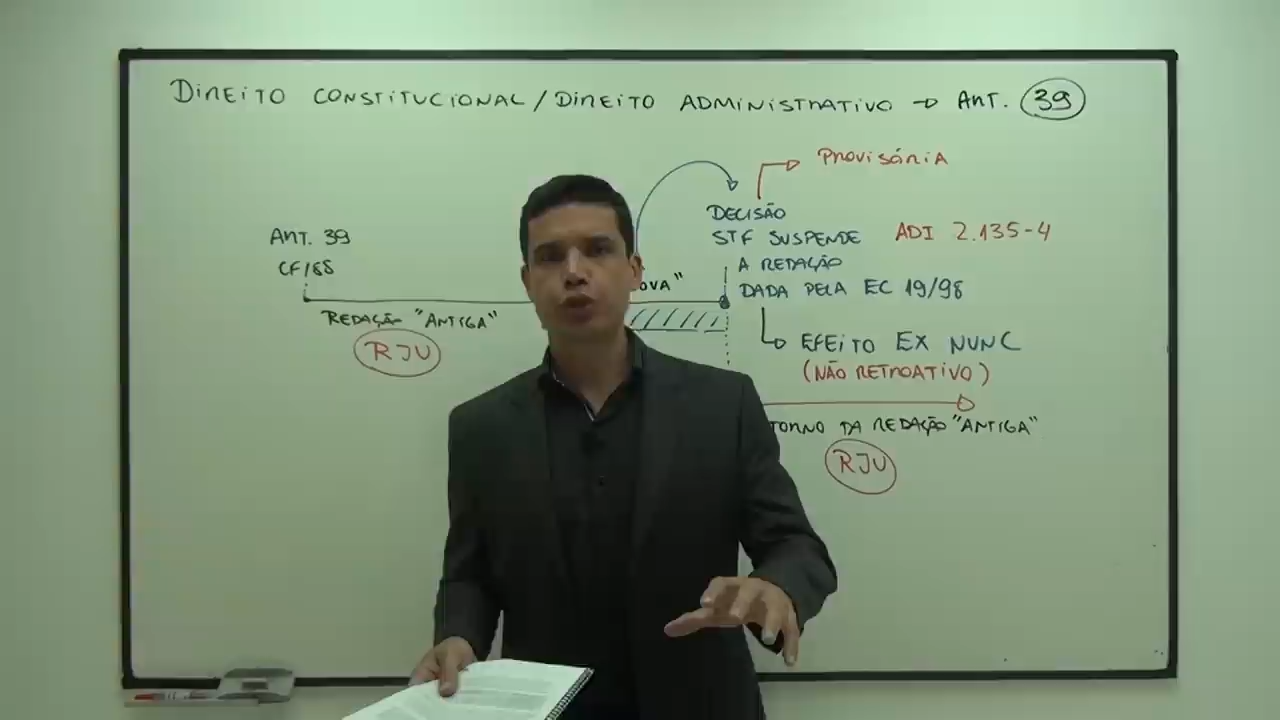 DIREITO CONSTITUCIONAL / DIREITO ADMINISTRATIVO → ART. 39
PROVISÓRIA
ART. 39
CF/88
DECISÃO
STF SUSPENDE ADI 2.135-4
A REDAÇÃO
DADA PELA EC 19/98
OVA"
REDAÇÃO "ANTIGA"
RJU
EFEITO EX NUNC
(NÃO RETROATIVO)
TORNO DA REDAÇÃO "ANTIGA"
RJU